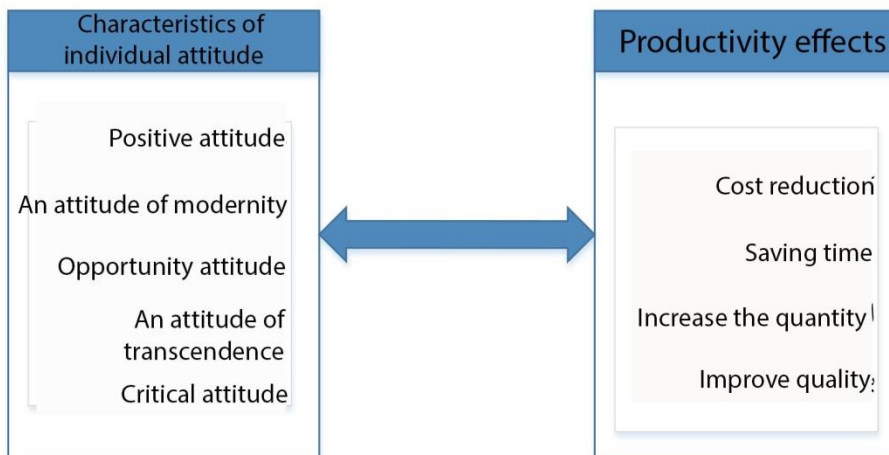 Characteristics of
individual attitude
Positive attitude
An attitude of modernity
Opportunity attitude
An attitude of
transcendence
Critical attitude
Productivity effects
Cost reduction
Saving time
Increase the quantity
Improve quality